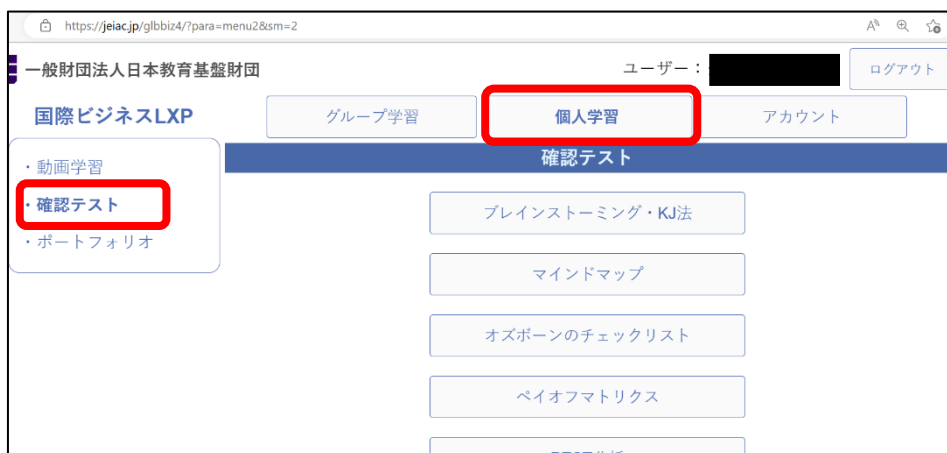 https://jeiac.jp/glbbiz4/?para=menu2&sm=2
一般財団法人日本教育基盤財団
ユーザー：
ログアウト
国際ビジネスLXP
グループ学習
個人学習
アカウント
・動画学習
・確認テスト
・ポートフォリオ
確認テスト
ブレインストーミング・KJ法
マインドマップ
オズボーンのチェックリスト
ペイオフマトリクス